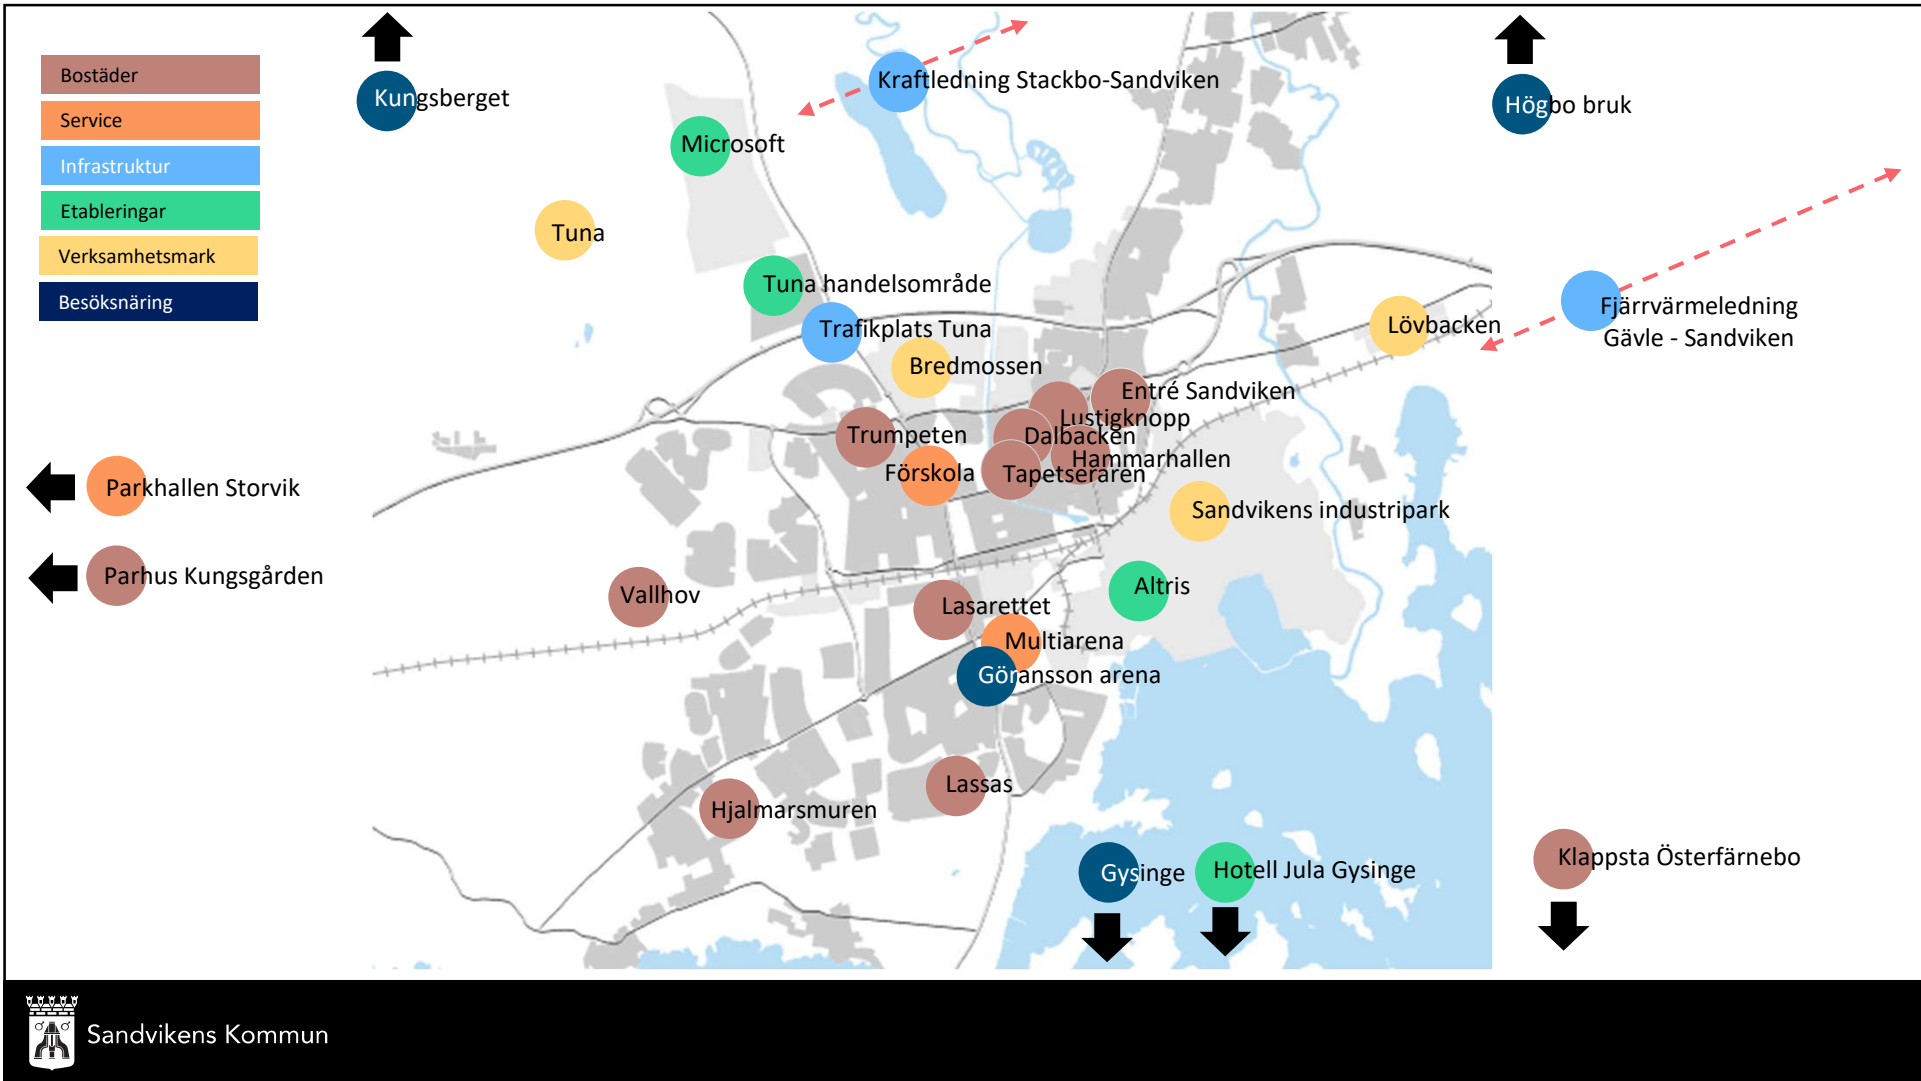 Bostäder
Service
Infrastruktur
Etableringar
Verksamhetsmark
Besöksnäring
Kungsberget
Kraftledning Stackbo-Sandviken
Högbo bruk
Microsoft
Tuna
Tuna handelsområde
Trafikplats Tuna
Lövbacken
Fjärrvärmeledning
Gävle - Sandviken
Bredmossen
Entré Sandviken
Lustigknopp
Trumpeten
Dalbacken
Hammarhallen
Förskola
Tapetseraren
Parkhallen Storvik
Sandvikens industripark
Parhus Kungsgården
Vallhov
Altris
Lasarettet
Multiarena
Göransson arena
Lassas
Hjalmarsmuren
Gysinge
Hotell Jula Gysinge
Klappsta Österfärnebo
Sandvikens Kommun